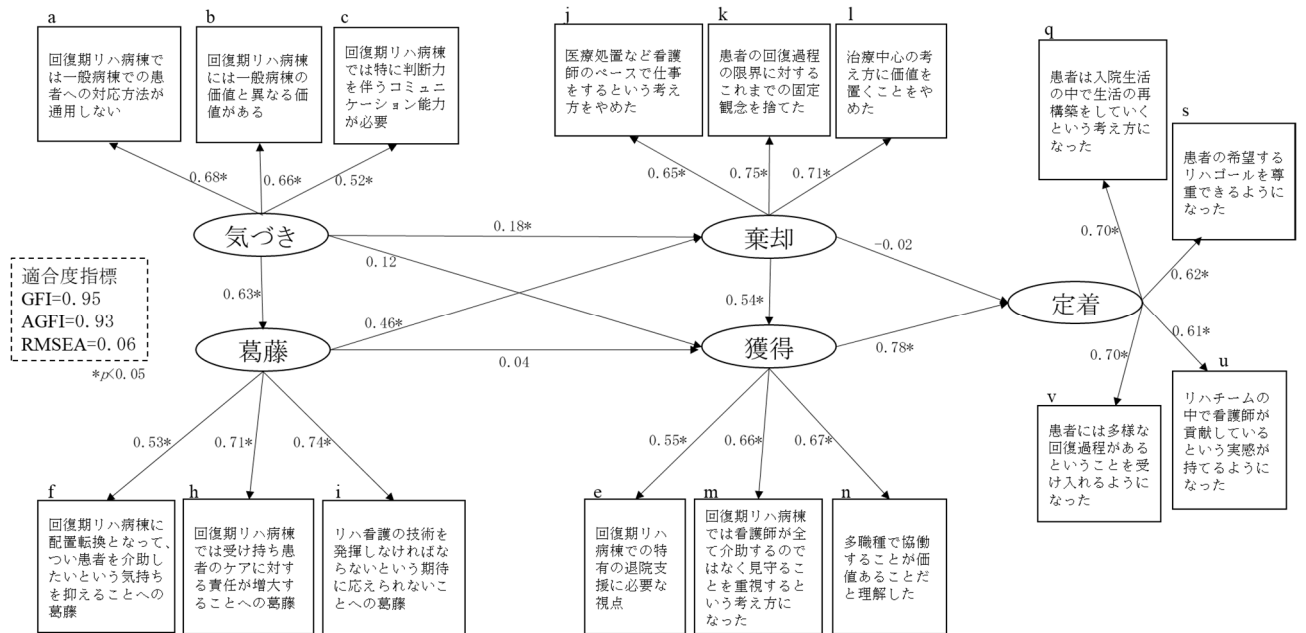 a
回復期リハ病棟で
は一般病棟での患
者への対応方法が
通用しない
b
回復期リハ病棟
には一般病棟の
価値と異なる価
値がある
c
回復期リハ病棟
では特に判断力
を伴うコミュニ
ケーション能力
が必要
j
医療処置など看護
師のペースで仕事
をするという考え
方をやめた
k
患者の回復過程
の限界に対する
これまでの固定
観念を捨てた
l
治療中心の考
え方に価値を
置くことをや
めた
q
患者は入院生活
の中で生活の再
構築をしていく
という考え方に
なった
s
患者の希望する
リハゴールを尊
重できるように
なった
0.68*
0.66*
0.52*
0.65*
0.75*
0.71*
気づき
0.18*
棄却
0.70*
-0.02
0.12
0.62*
適合度指標
GFI=0.95
AGFI=0.93
RMSEA=0.06
*p<0.05
0.63*
0.46*
0.54*
定着
0.61*
葛藤
0.04
獲得
0.78*
0.70*
u
リハチームの
中で看護師が
貢献している
という実感が
持てるように
なった
v
患者には多様な
回復過程がある
ということを受
け入れるように
なった
0.53*
0.71*
0.74*
0.55*
0.66*
0.67*
f
回復期リハ病棟に
配置転換となって、
つい患者を介助し
たいという気持ち
を抑えることへの
葛藤
h
回復期リハ病棟
では受け持ち患
者のケアに対す
る責任が増大す
ることへの葛藤
i
リハ看護の技術を
発揮しなければな
らないという期待
に応えられないこ
とへの葛藤
e
回復期リハ
病棟での特
有の退院支
援に必要な
視点
m
回復期リハ病棟
では看護師が全
て介助するので
はなく見守るこ
とを重視すると
いう考え方に
なった
n
多職種で協働
することが価
値あることだ
と理解した